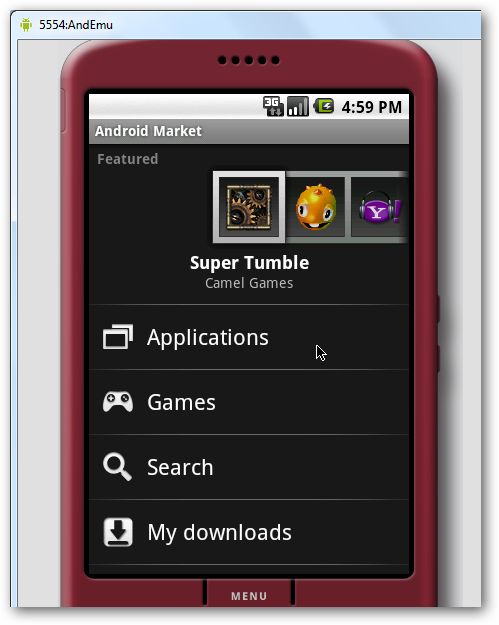 5554:AndEmu
3G 4:59 PM
Android Market
Featured
Y!
Super Tumble
Camel Games
Applications
Games
Search
My downloads
MENU